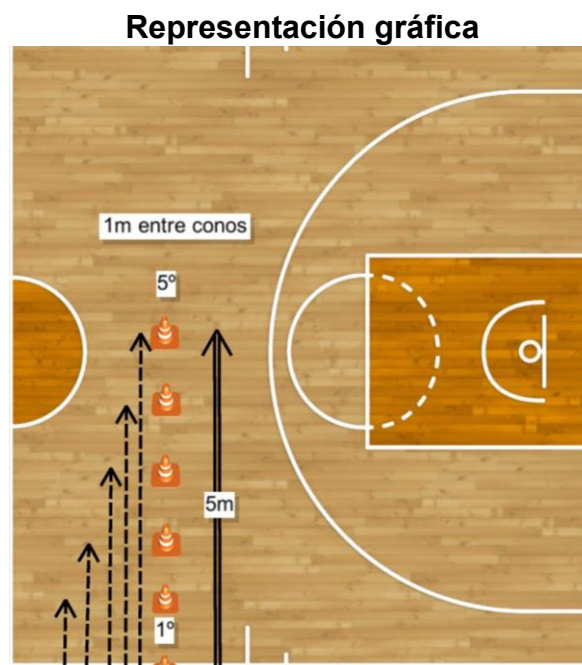 Representación gráfica
1m entre conos
5º
5m
1º